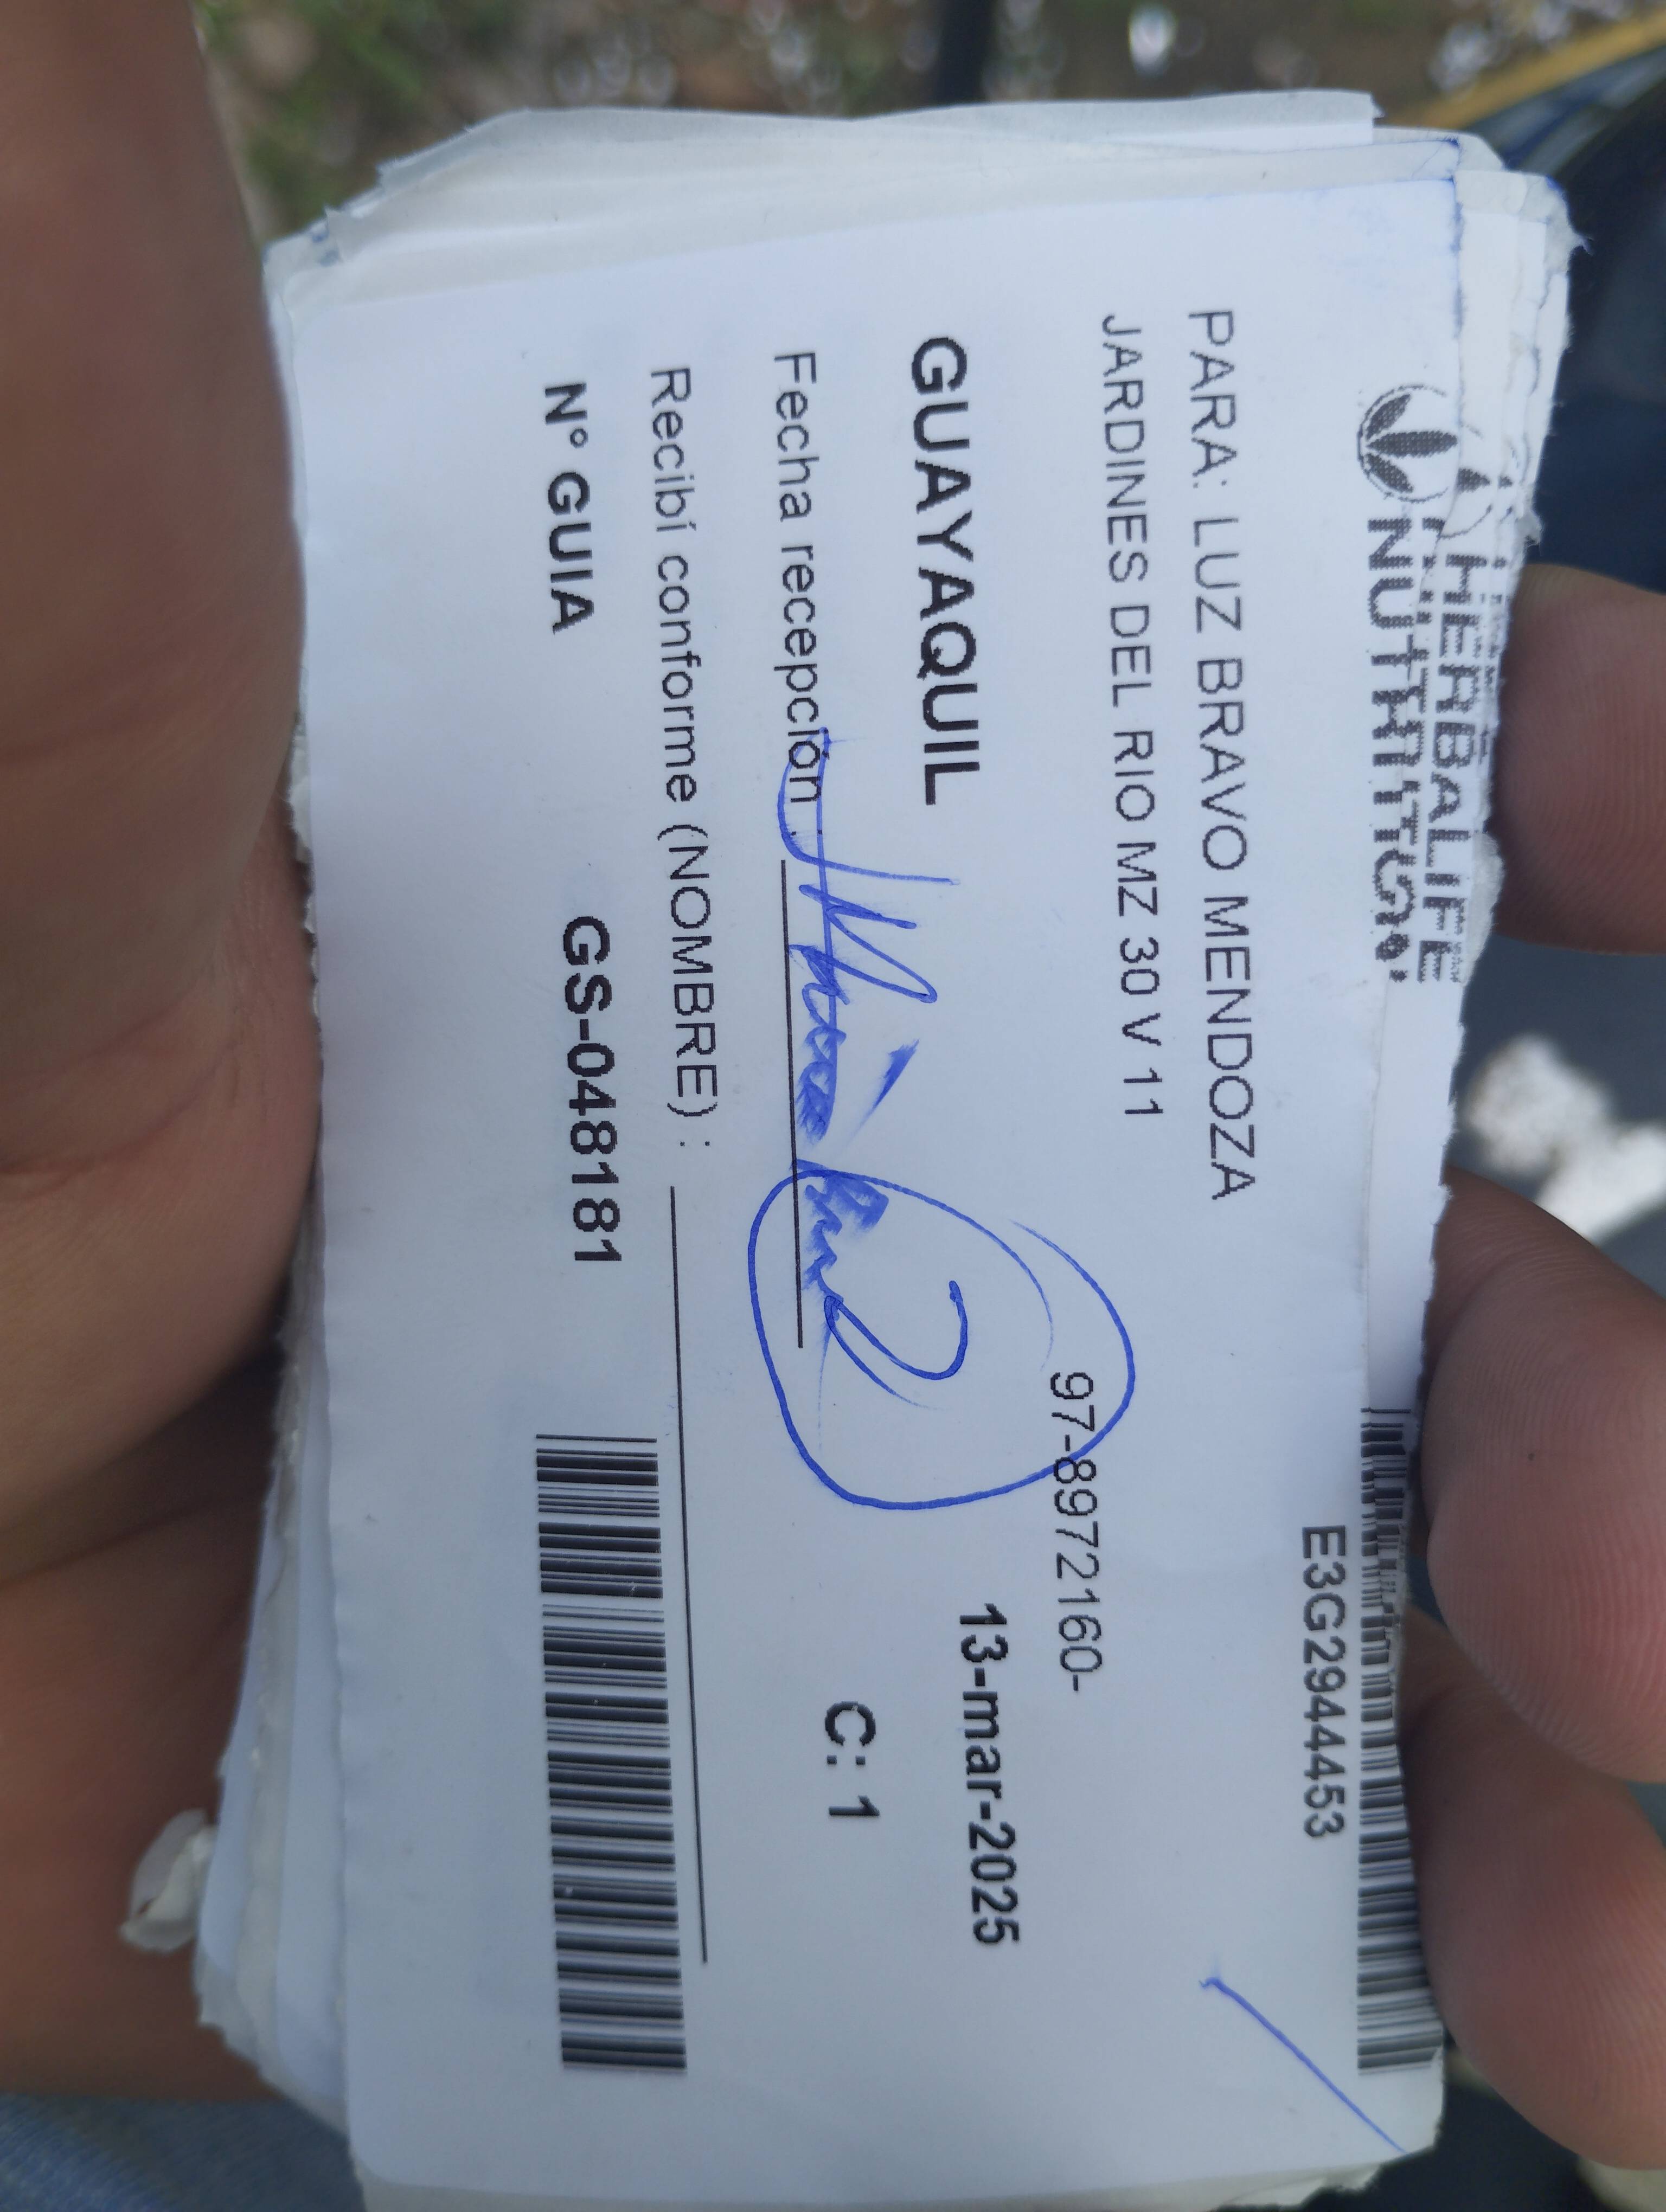 HERBALIFE
NUTRITION
E3G2944453
PARA: LUZ BRAVO MENDOZA
JARDINES DEL RIO MZ 30 V 11
97-8972160-
GUAYAQUIL
13-mar-2025
Fecha recepción :
C: 1
Recibí conforme (NOMBRE) :
N° GUIA GS-048181